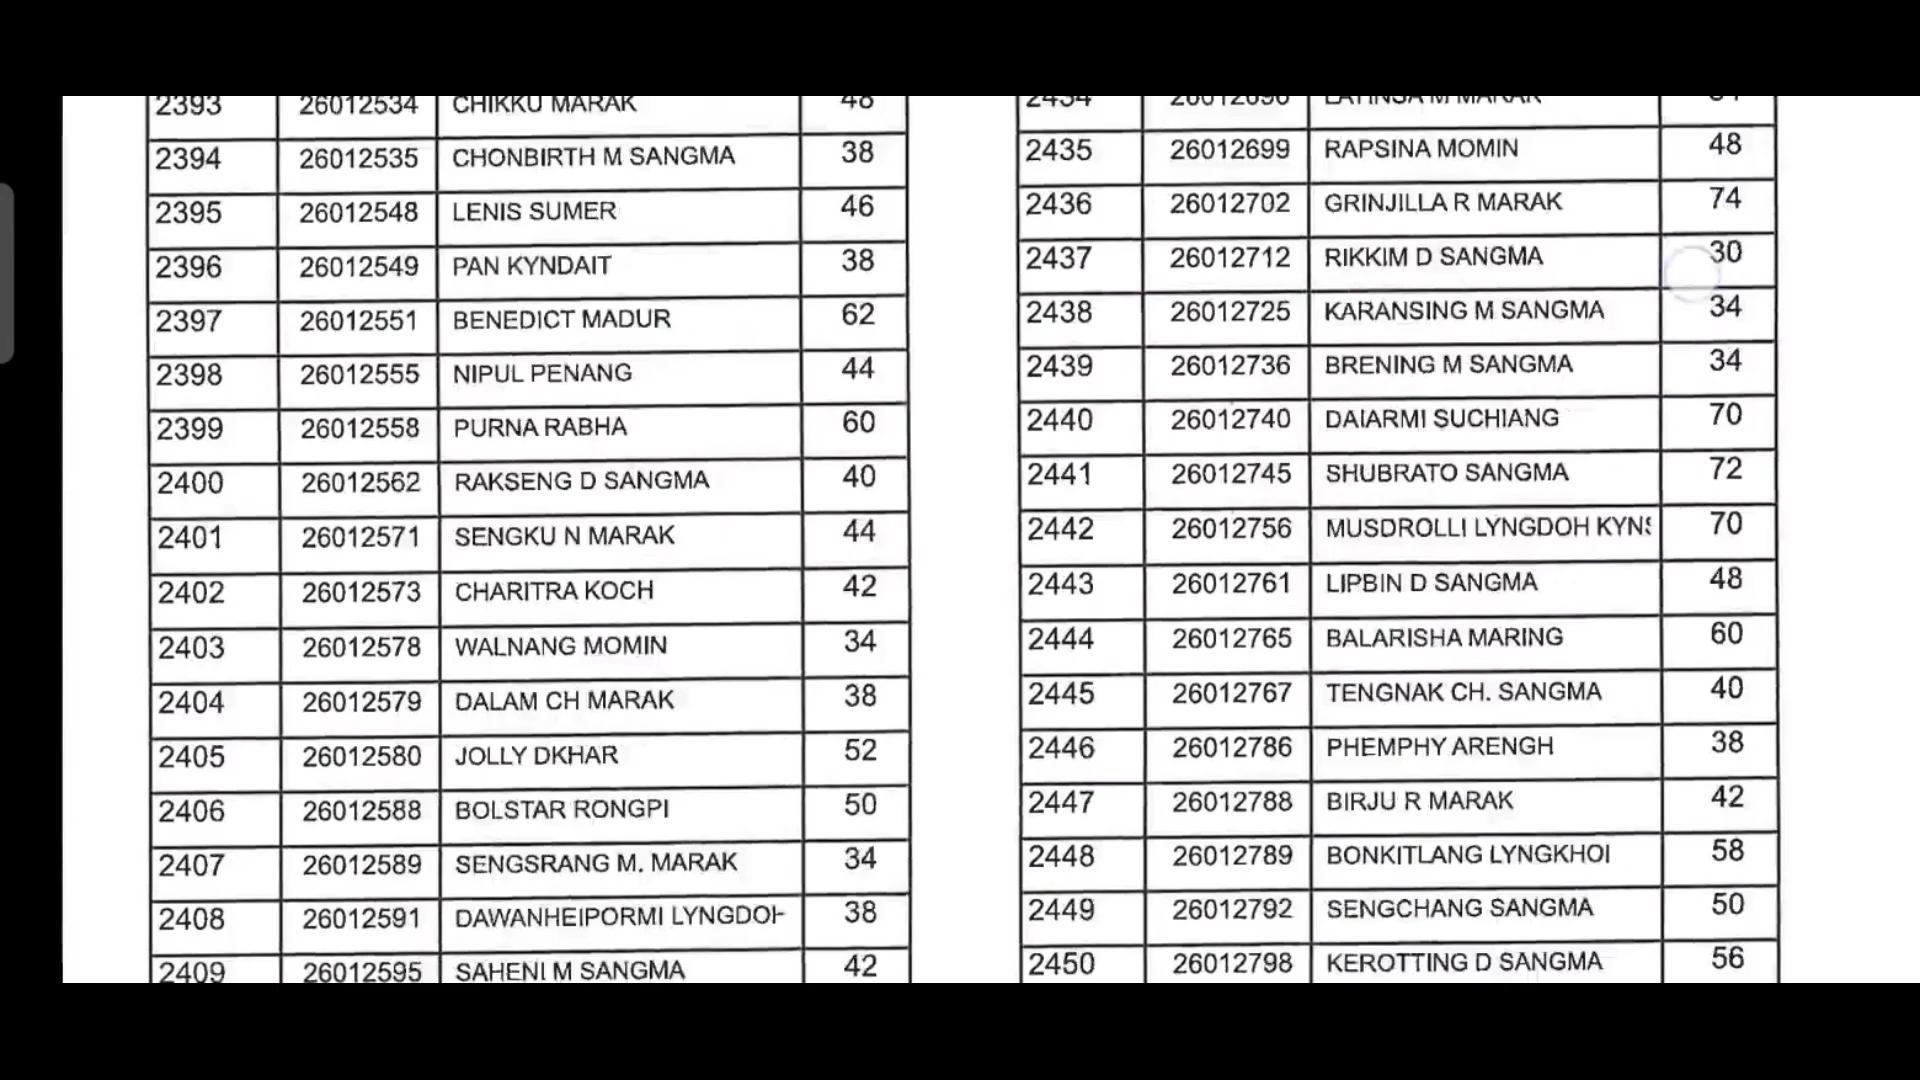 2393 26012534 CHIKKU MARAK 48
2394 26012535 CHONBIRTH M SANGMA 38
2395 26012548 LENIS SUMER 46
2396 26012549 PAN KYNDAIT 38
2397 26012551 BENEDICT MADUR 62
2398 26012555 NIPUL PENANG 44
2399 26012558 PURNA RABHA 60
2400 26012562 RAKSENG D SANGMA 40
2401 26012571 SENGKU N MARAK 44
2402 26012573 CHARITRA KOCH 42
2403 26012578 WALNANG MOMIN 34
2404 26012579 DALAM CH MARAK 38
2405 26012580 JOLLY DKHAR 52
2406 26012588 BOLSTAR RONGPI 50
2407 26012589 SENGSRANG M. MARAK 34
2408 26012591 DAWANHEIPORMI 38
2409 26012595 SAHENI M SANGMA 42
2434 MARAK
2435 26012699 RAPSINA MOMIN 48
2436 26012702 GRINJILLA R MARAK 74
2437 26012712 RIKKIM D SANGMA 30
2438 26012725 KARANSING M SANGMA 34
2439 26012736 BRENING M SANGMA 34
2440 26012740 DAIARMI SUCHIANG 70
2441 26012745 SHUBRATO SANGMA 72
2442 26012756 MUSDROLLI LYNGDOH 70
2443 26012761 LIPBIN D SANGMA 48
2444 26012765 BALARISHA MARING 60
2445 26012767 TENGNAK CH. SANGMA 40
2446 26012786 PHEMPHY ARENGH 38
2447 26012788 BIRJU R MARAK 42
2448 26012789 BONKITLANG LYNGKHOI 58
2449 26012792 SENGCHANG SANGMA 50
2450 26012798 KEROTTING D SANGMA 56